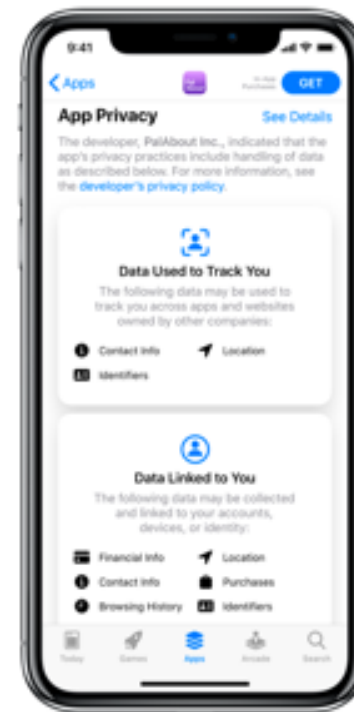 9:41
Apps
In-App
Purchases
GET
App Privacy
See Details
The developer, PalAbout Inc., indicated that the
app's privacy practices include handling of data
as described below. For more information, see
the developer's privacy policy.
Data Used to Track You
The following data may be used to
track you across apps and websites
owned by other companies:
Contact Info
Location
Identifiers
Data Linked to You
The following data may be collected
and linked to your accounts,
devices, or identity:
Financial Info
Location
Contact Info
Purchases
Browsing History
Identifiers
Today
Games
Apps
Arcade
Search